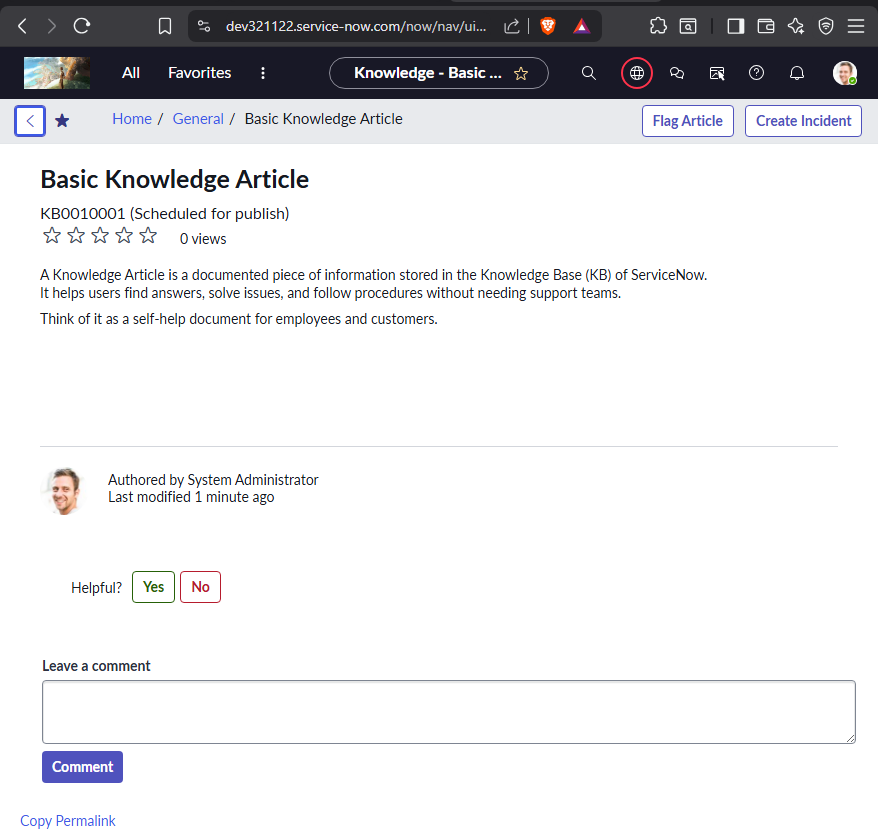 dev321122.service-now.com/now/nav/ui...
All Favorites Knowledge - Basic ...
Home / General / Basic Knowledge Article Flag Article Create Incident
Basic Knowledge Article
KB0010001 (Scheduled for publish)
0 views
A Knowledge Article is a documented piece of information stored in the Knowledge Base (KB) of ServiceNow.
It helps users find answers, solve issues, and follow procedures without needing support teams.
Think of it as a self-help document for employees and customers.
Authored by System Administrator
Last modified 1 minute ago
Helpful? Yes No
Leave a comment
Comment
Copy Permalink